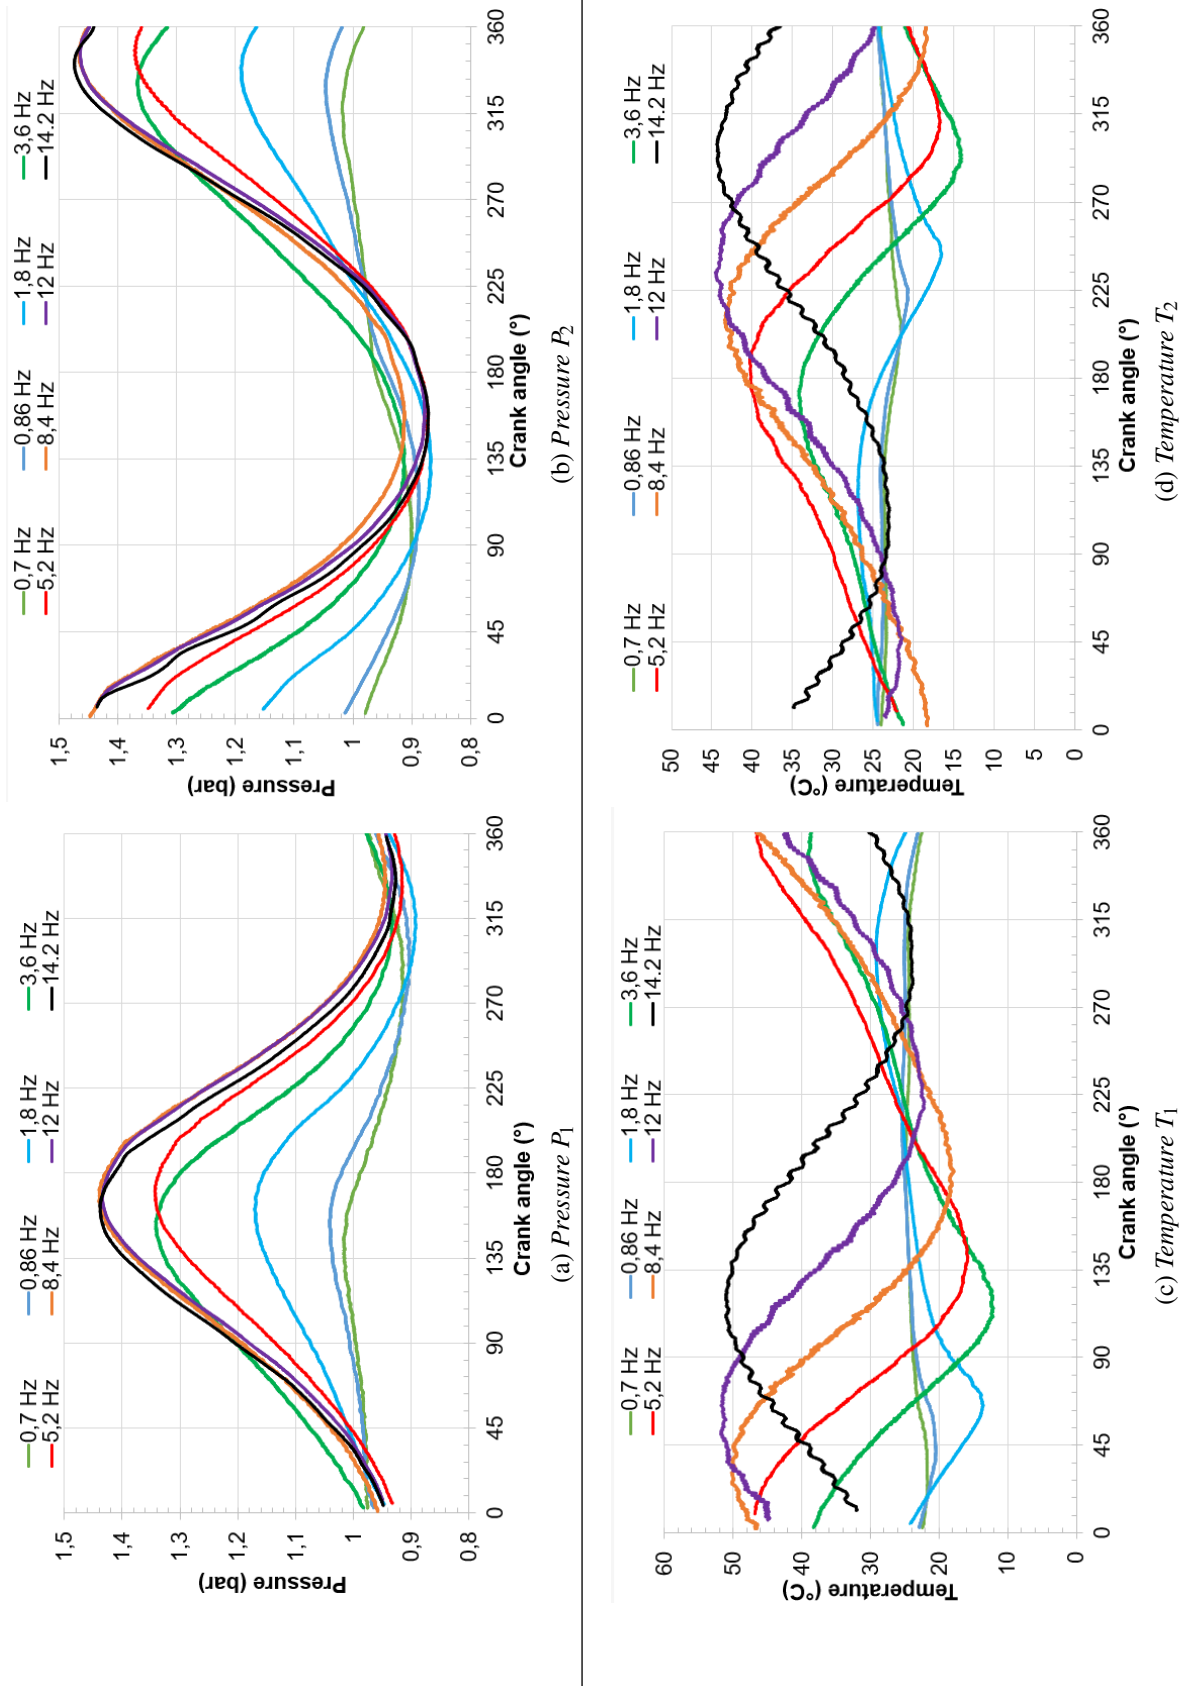 0,7 Hz 0,86 Hz 1,8 Hz 3,6 Hz
5,2 Hz 8,4 Hz 12 Hz 14.2 Hz
Pressure (bar)
1,5
1,4
1,3
1,2
1,1
1
0,9
0,8
0 45 90 135 180 225 270 315 360
Crank angle (°)
(a) Pressure P1
0,7 Hz 0,86 Hz 1,8 Hz 3,6 Hz
5,2 Hz 8,4 Hz 12 Hz 14.2 Hz
Pressure (bar)
1,5
1,4
1,3
1,2
1,1
1
0,9
0,8
0 45 90 135 180 225 270 315 360
Crank angle (°)
(b) Pressure P2
0,7 Hz 0,86 Hz 1,8 Hz 3,6 Hz
5,2 Hz 8,4 Hz 12 Hz 14.2 Hz
Temperature (°C)
60
50
40
30
20
10
0
0 45 90 135 180 225 270 315 360
Crank angle (°)
(c) Temperature T1
0,7 Hz 0,86 Hz 1,8 Hz 3,6 Hz
5,2 Hz 8,4 Hz 12 Hz 14.2 Hz
Temperature (°C)
50
45
40
35
30
25
20
15
10
5
0
0 45 90 135 180 225 270 315 360
Crank angle (°)
(d) Temperature T2